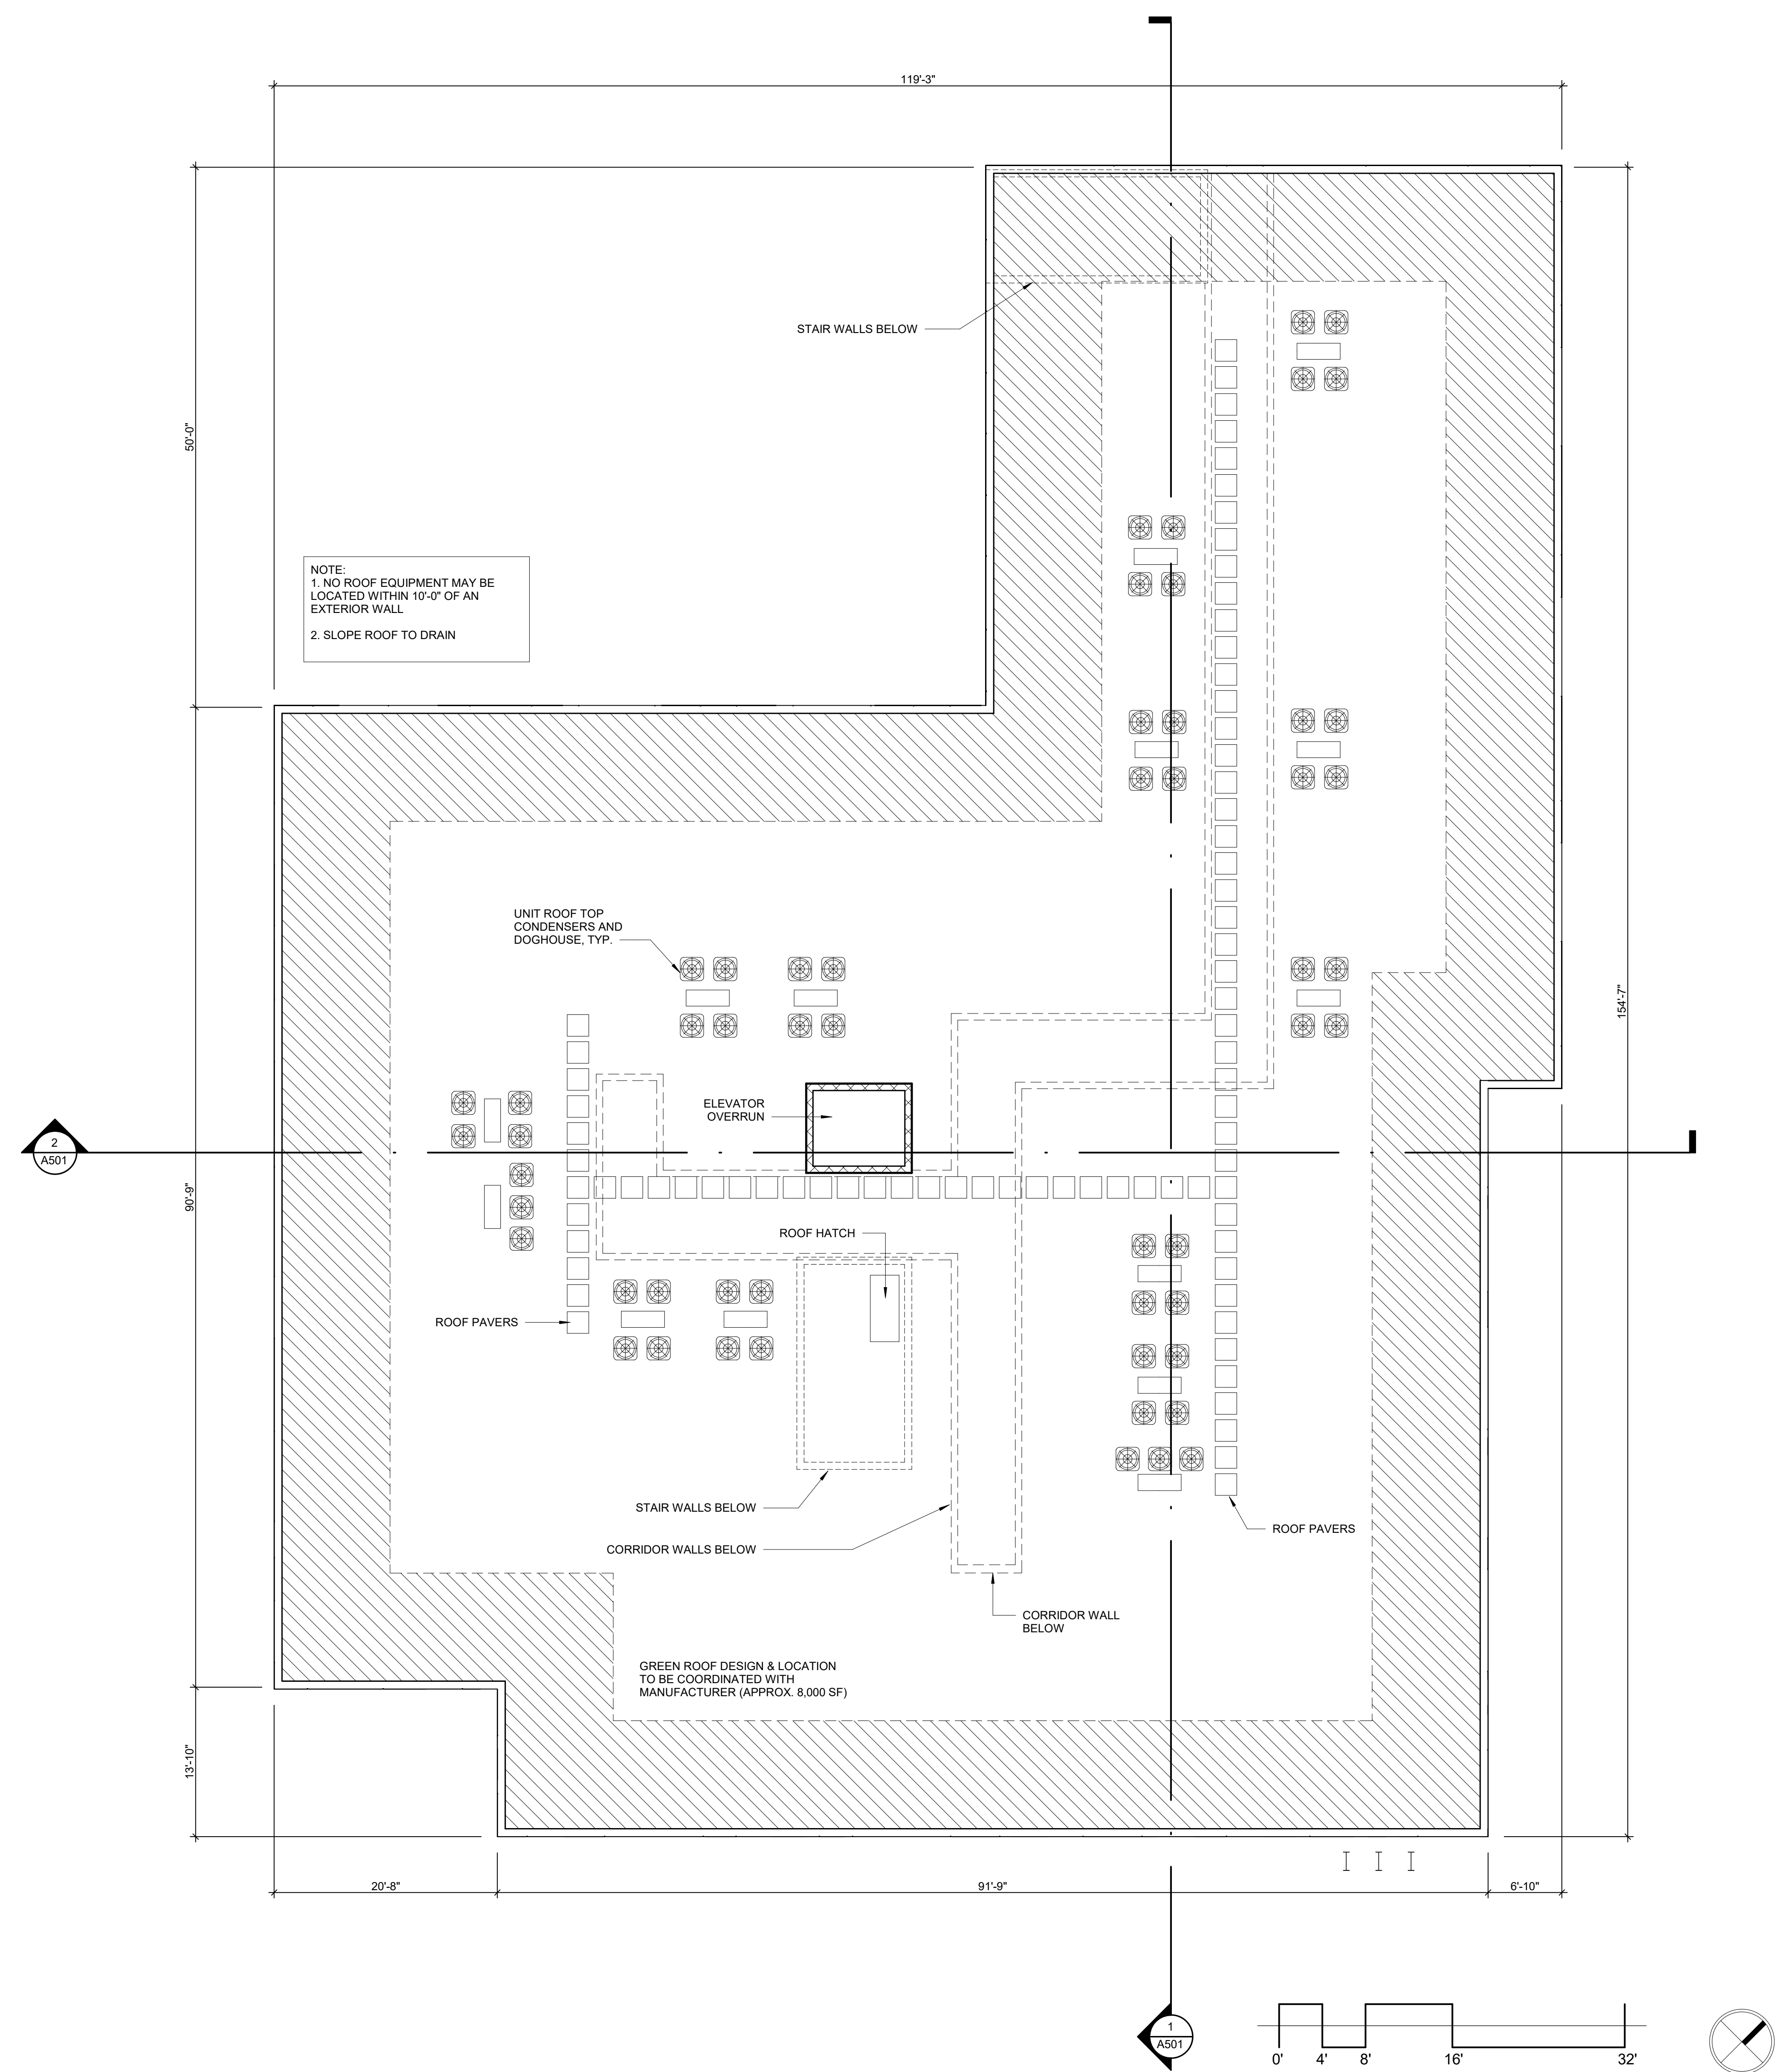 119'-3"
STAIR WALLS BELOW
50'-0"
NOTE:
1. NO ROOF EQUIPMENT MAY BE
LOCATED WITHIN 10'-0" OF AN
EXTERIOR WALL
2. SLOPE ROOF TO DRAIN
UNIT ROOF TOP
CONDENSERS AND
DOGHOUSE, TYP.
154'-7"
ELEVATOR
OVERRUN
2
A501
90'-9"
ROOF HATCH
ROOF PAVERS
STAIR WALLS BELOW
ROOF PAVERS
CORRIDOR WALLS BELOW
CORRIDOR WALL
BELOW
GREEN ROOF DESIGN & LOCATION
TO BE COORDINATED WITH
MANUFACTURER (APPROX. 8,000 SF)
13'-10"
20'-8"
91'-9"
6'-10"
1
A501
0' 4' 8' 16' 32'